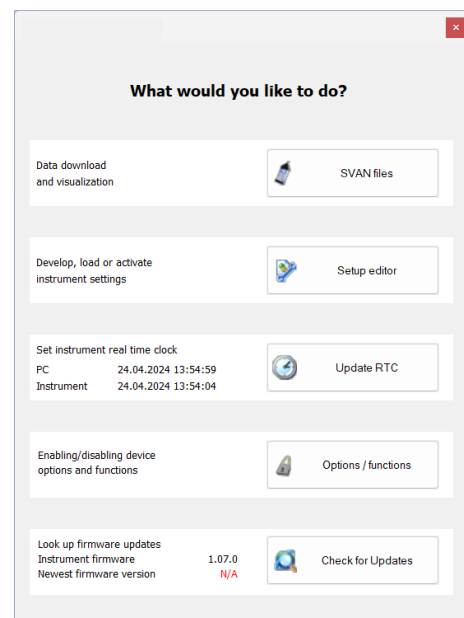 What would you like to do?
Data download
and visualization
SVAN files
Develop, load or activate
instrument settings
Setup editor
Set instrument real time clock
PC 24.04.2024 13:54:59
Instrument 24.04.2024 13:54:04
Update RTC
Enabling/disabling device
options and functions
Options / functions
Look up firmware updates
Instrument firmware 1.07.0
Newest firmware version N/A
Check for Updates